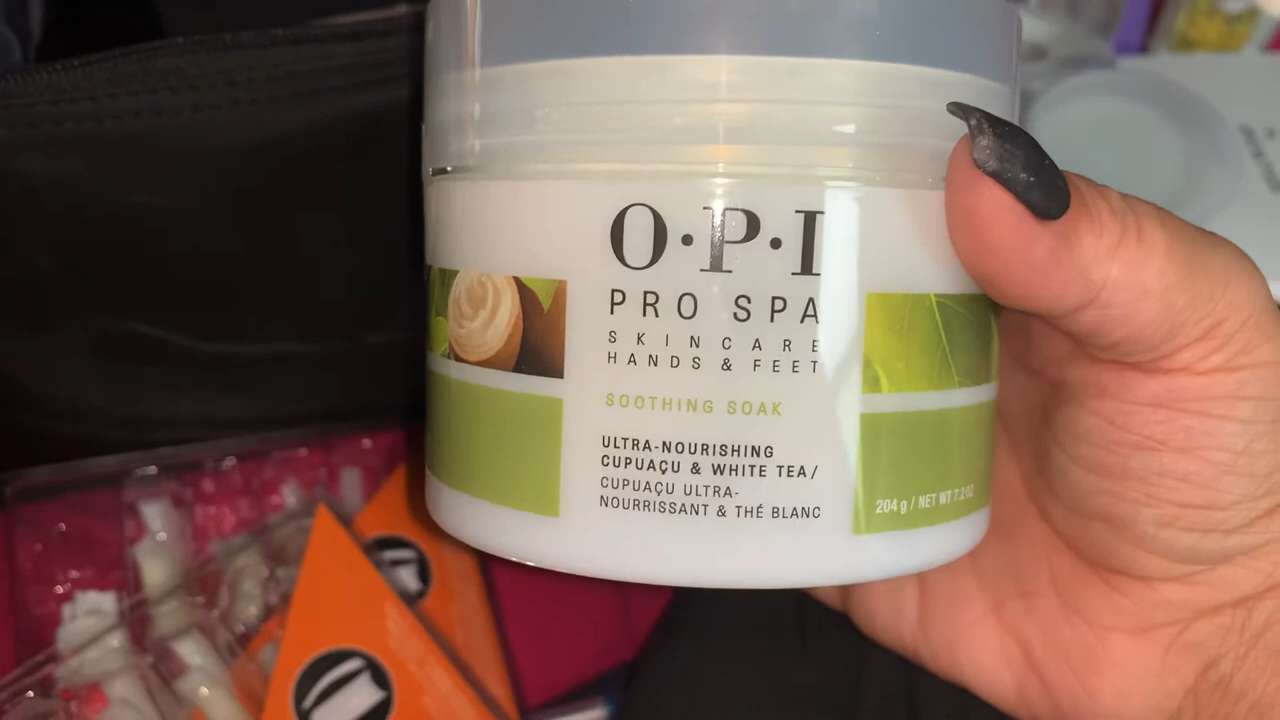 O·P·I
PRO SPA
SKINCARE
HANDS & FEET
SOOTHING SOAK
ULTRA-NOURISHING
CUPUAÇU & WHITE TEA/
CUPUAÇU ULTRA-
NOURRISSANT & THÉ BLANC
204 g / NET WT 7.2 OZ